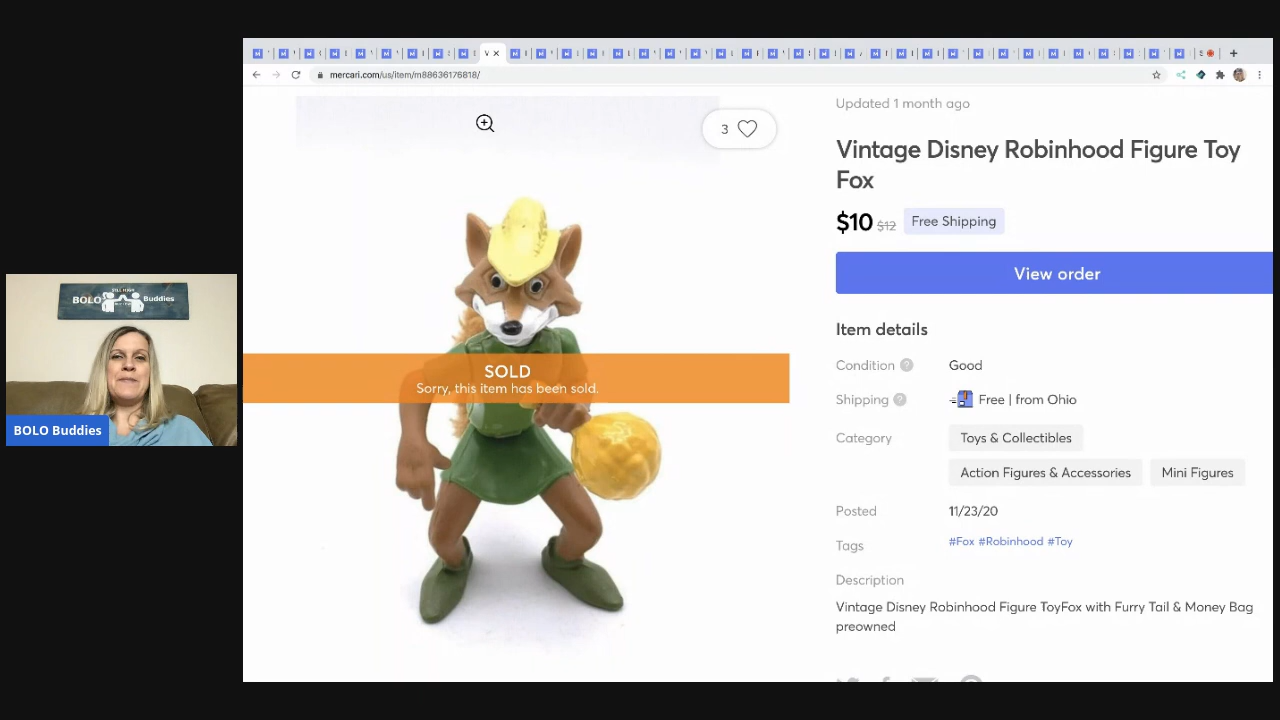 mercari.com/us/item/m88636176818/
3
Updated 1 month ago
Vintage Disney Robinhood Figure Toy
Fox
$10 $12 Free Shipping
View order
SOLD
Sorry, this item has been sold.
Item details
Condition ? Good
Shipping ? Free | from Ohio
Category Toys & Collectibles
Action Figures & Accessories Mini Figures
Posted 11/23/20
Tags #Fox #Robinhood #Toy
Description
Vintage Disney Robinhood Figure ToyFox with Furry Tail & Money Bag
preowned
BOLO Buddies
BOLO Buddies